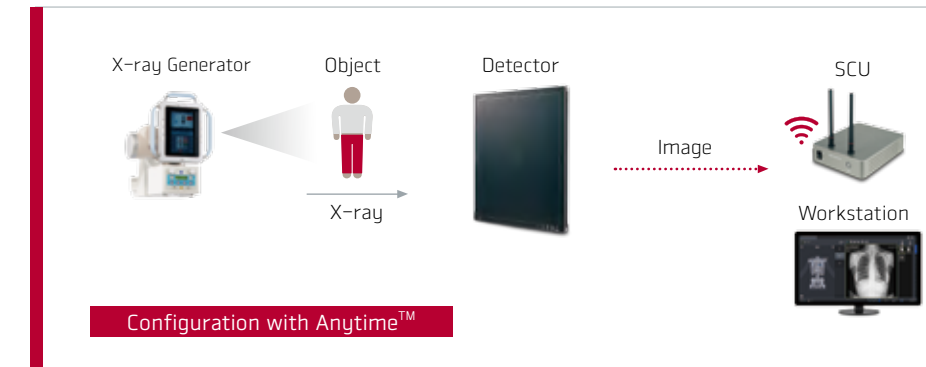 X-ray Generator
Object
Detector
SCU
Image
X-ray
Workstation
Configuration with Anytime™